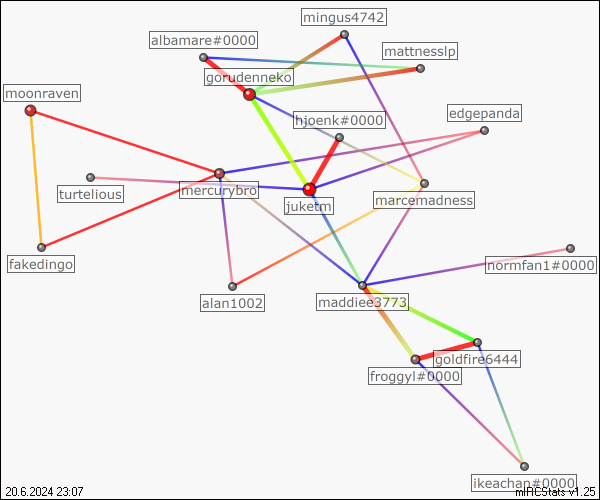 mingus4742
albamare#0000
mattnesslp
gorudenneko
moonraven
edgepanda
hjoenk#0000
turtelious
mercurybro
marcemadness
juketm
fakedingo
normfan1#0000
alan1002
maddiee3773
goldfire6444
froggyl#0000
ikeachan#0000
20.6.2024 23:07
mIRCStats v1.25